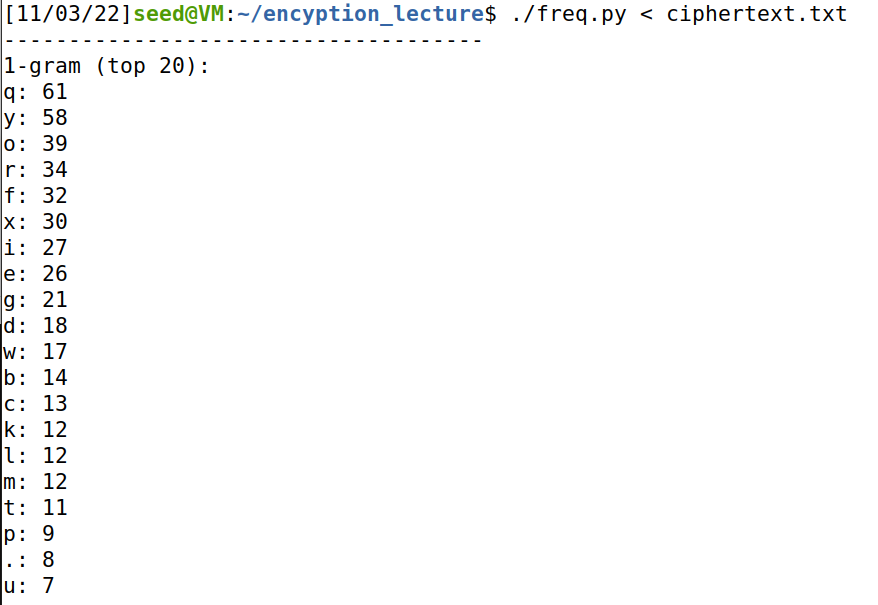 [11/03/22]seed@VM:~/encyption_lecture$ ./freq.py < ciphertext.txt
-------------------------------------
1-gram (top 20):
q: 61
y: 58
o: 39
r: 34
f: 32
x: 30
i: 27
e: 26
g: 21
d: 18
w: 17
b: 14
c: 13
k: 12
l: 12
m: 12
t: 11
p: 9
.: 8
u: 7